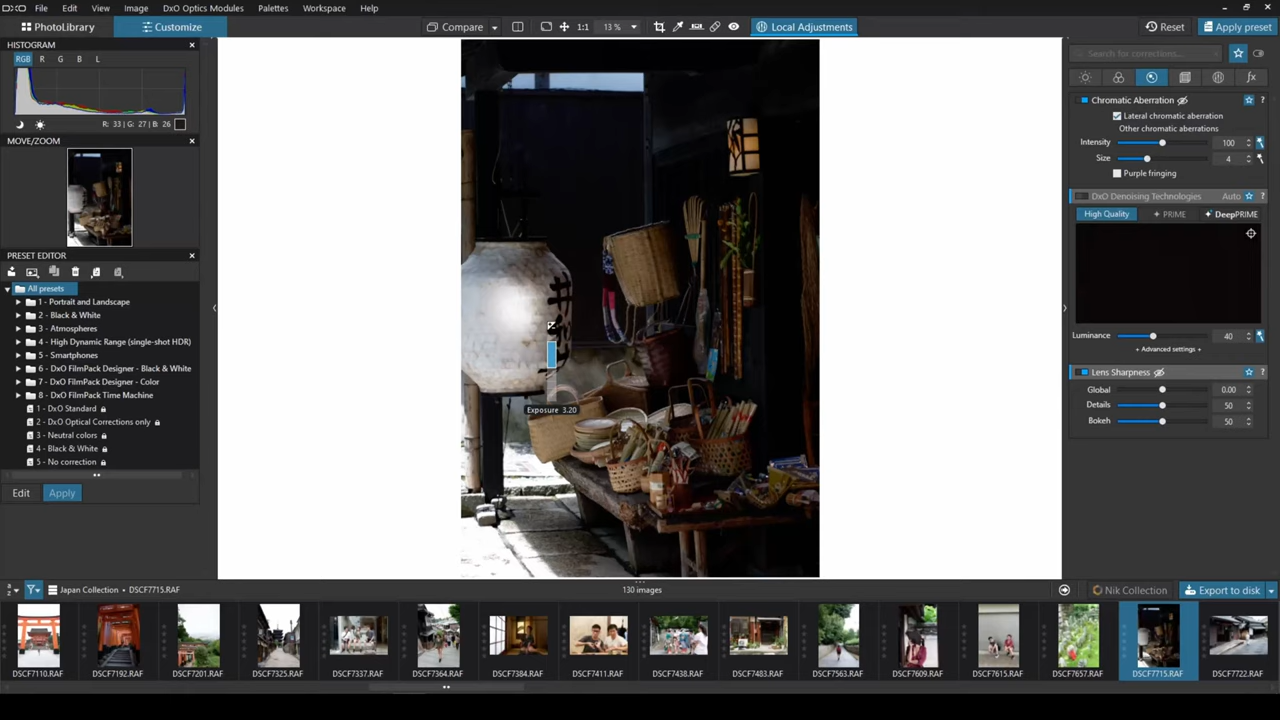 DXO File Edit View Image DxO Optics Modules Palettes Workspace Help
PhotoLibrary Customize Compare 1:1 13 % Local Adjustments Reset Apply preset
HISTOGRAM
RGB R G B L
R: 33 | G: 27 | B: 26
MOVE/ZOOM
PRESET EDITOR
All presets
1 - Portrait and Landscape
2 - Black & White
3 - Atmospheres
4 - High Dynamic Range (single-shot HDR)
5 - Smartphones
6 - DxO FilmPack Designer - Black & White
7 - DxO FilmPack Designer - Color
8 - DxO FilmPack Time Machine
1 - DxO Standard
2 - DxO Optical Corrections only
3 - Neutral colors
4 - Black & White
5 - No correction
Edit Apply
Exposure 3.20
Search for corrections...
fx
Chromatic Aberration ?
Lateral chromatic aberration
Other chromatic aberrations
Intensity 100
Size 4
Purple fringing
DxO Denoising Technologies Auto ?
High Quality PRIME DeepPRIME
Luminance 40
+ Advanced settings +
Lens Sharpness ?
Global 0.00
Details 50
Bokeh 50
Japan Collection • DSCF7715.RAF 130 images Nik Collection Export to disk
DSCF7110.RAF DSCF7192.RAF DSCF7201.RAF DSCF7325.RAF DSCF7337.RAF DSCF7364.RAF DSCF7384.RAF DSCF7411.RAF DSCF7438.RAF DSCF7483.RAF DSCF7563.RAF DSCF7609.RAF DSCF7615.RAF DSCF7657.RAF DSCF7715.RAF DSCF7722.RAF